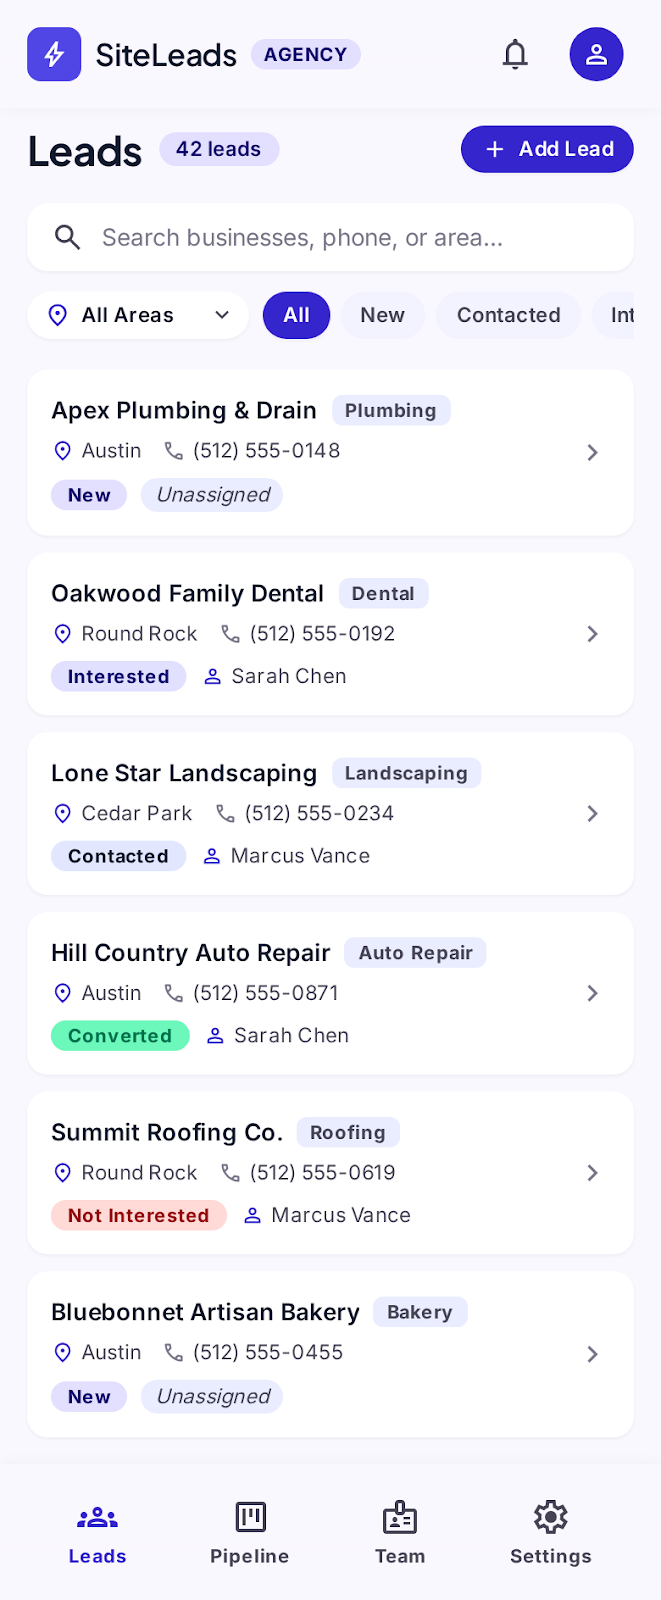 SiteLeads AGENCY
Leads 42 leads + Add Lead
Search businesses, phone, or area...
All Areas All New Contacted Int
Apex Plumbing & Drain Plumbing
Austin (512) 555-0148
New Unassigned
Oakwood Family Dental Dental
Round Rock (512) 555-0192
Interested Sarah Chen
Lone Star Landscaping Landscaping
Cedar Park (512) 555-0234
Contacted Marcus Vance
Hill Country Auto Repair Auto Repair
Austin (512) 555-0871
Converted Sarah Chen
Summit Roofing Co. Roofing
Round Rock (512) 555-0619
Not Interested Marcus Vance
Bluebonnet Artisan Bakery Bakery
Austin (512) 555-0455
New Unassigned
Leads Pipeline Team Settings